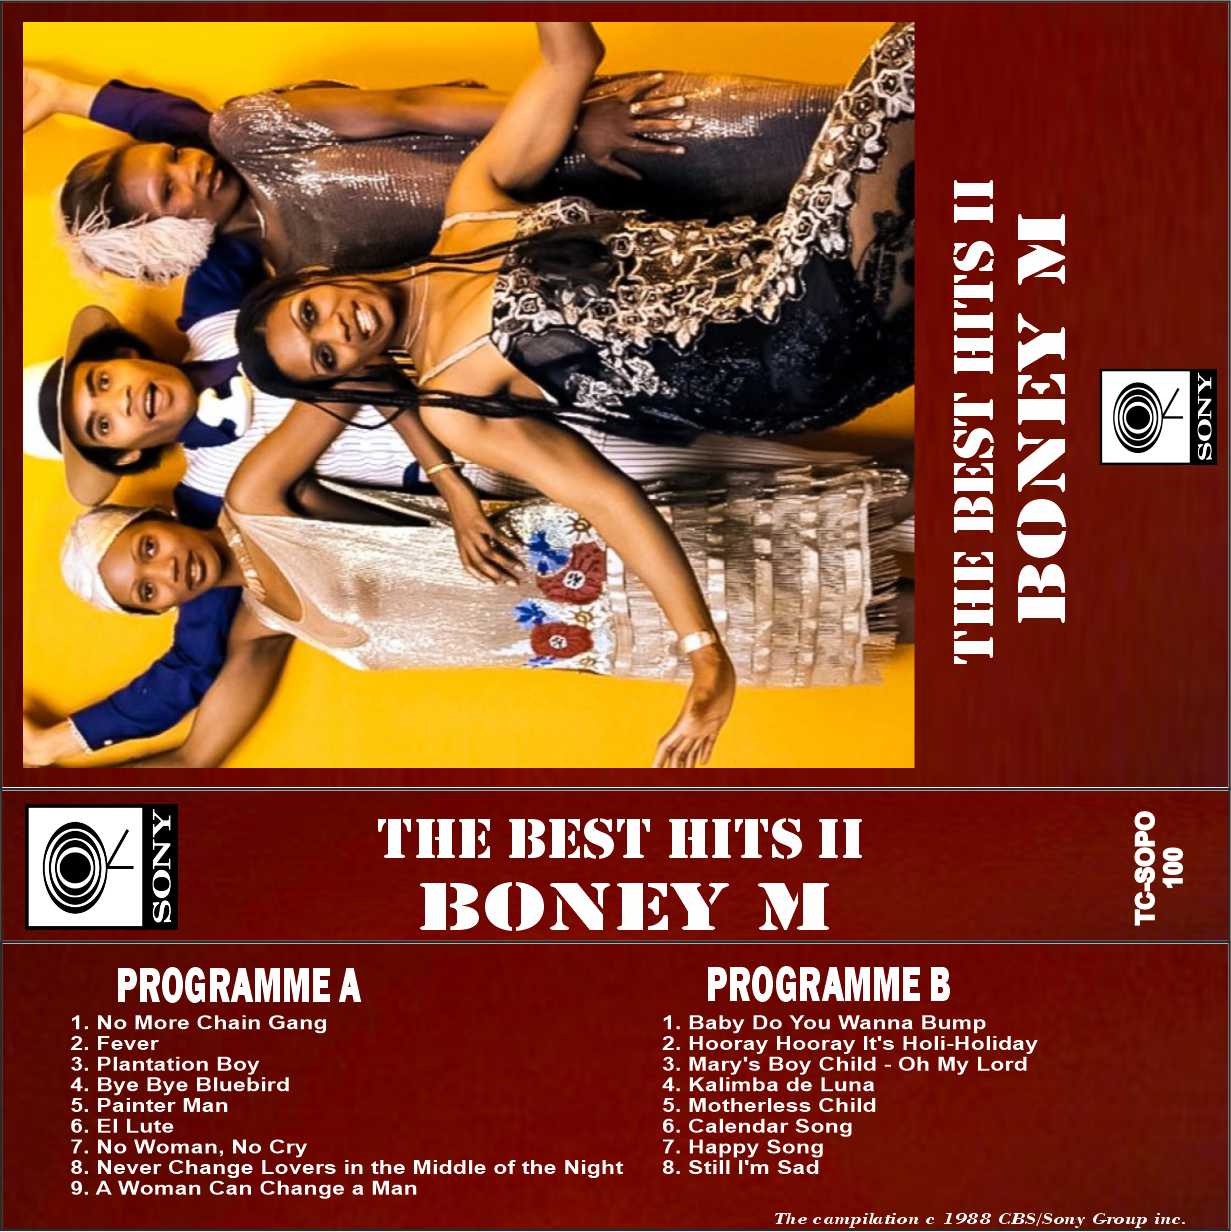 THE BEST HITS II
BONEY M
SONY
SONY
THE BEST HITS II
BONEY M
TC-SOPO
100
PROGRAMME A
1. No More Chain Gang
2. Fever
3. Plantation Boy
4. Bye Bye Bluebird
5. Painter Man
6. El Lute
7. No Woman, No Cry
8. Never Change Lovers in the Middle of the Night
9. A Woman Can Change a Man
PROGRAMME B
1. Baby Do You Wanna Bump
2. Hooray Hooray It's Holi-Holiday
3. Mary's Boy Child - Oh My Lord
4. Kalimba de Luna
5. Motherless Child
6. Calendar Song
7. Happy Song
8. Still I'm Sad
The campilation c 1988 CBS/Sony Group inc.